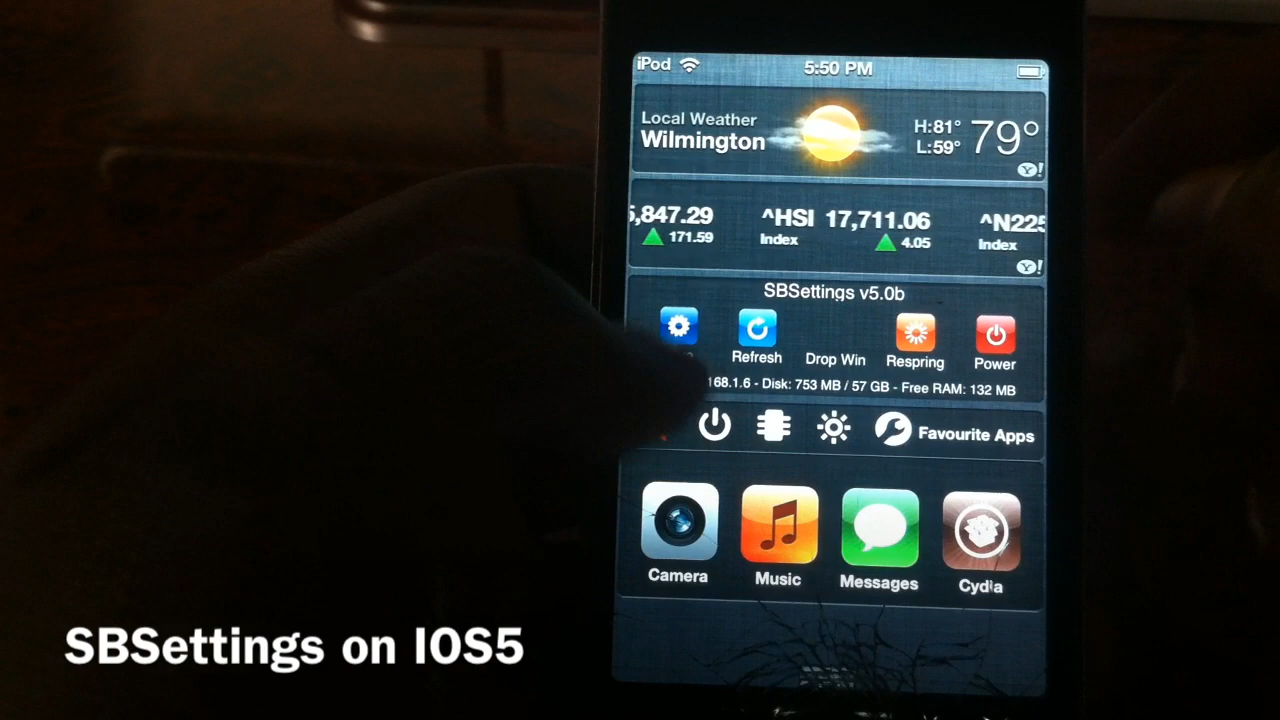 iPod 5:50 PM
Local Weather
Wilmington
H:81° 79°
L:59°
Y!
5,847.29 ^HSI 17,711.06 ^N225
171.59 Index 4.05 Index
Y!
SBSettings v5.0b
Refresh Drop Win Respring Power
168.1.6 - Disk: 753 MB / 57 GB - Free RAM: 132 MB
Favourite Apps
Camera Music Messages Cydia
SBSettings on IOS5